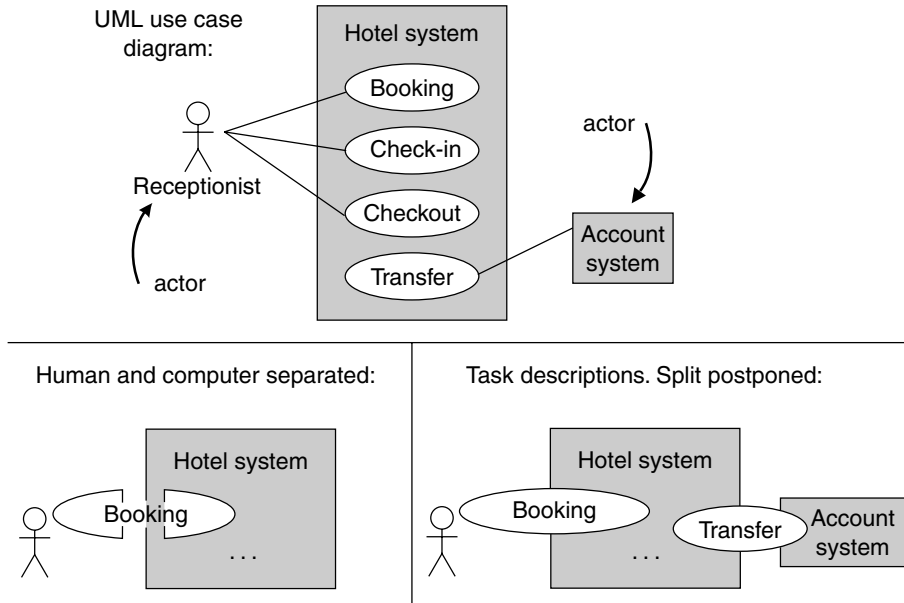 UML use case
diagram:
Hotel system
Booking
Check-in
Checkout
Transfer
Receptionist
actor
actor
Account
system
Human and computer separated:
Hotel system
Booking
. . .
Task descriptions. Split postponed:
Hotel system
Booking
Transfer
Account
system
. . .